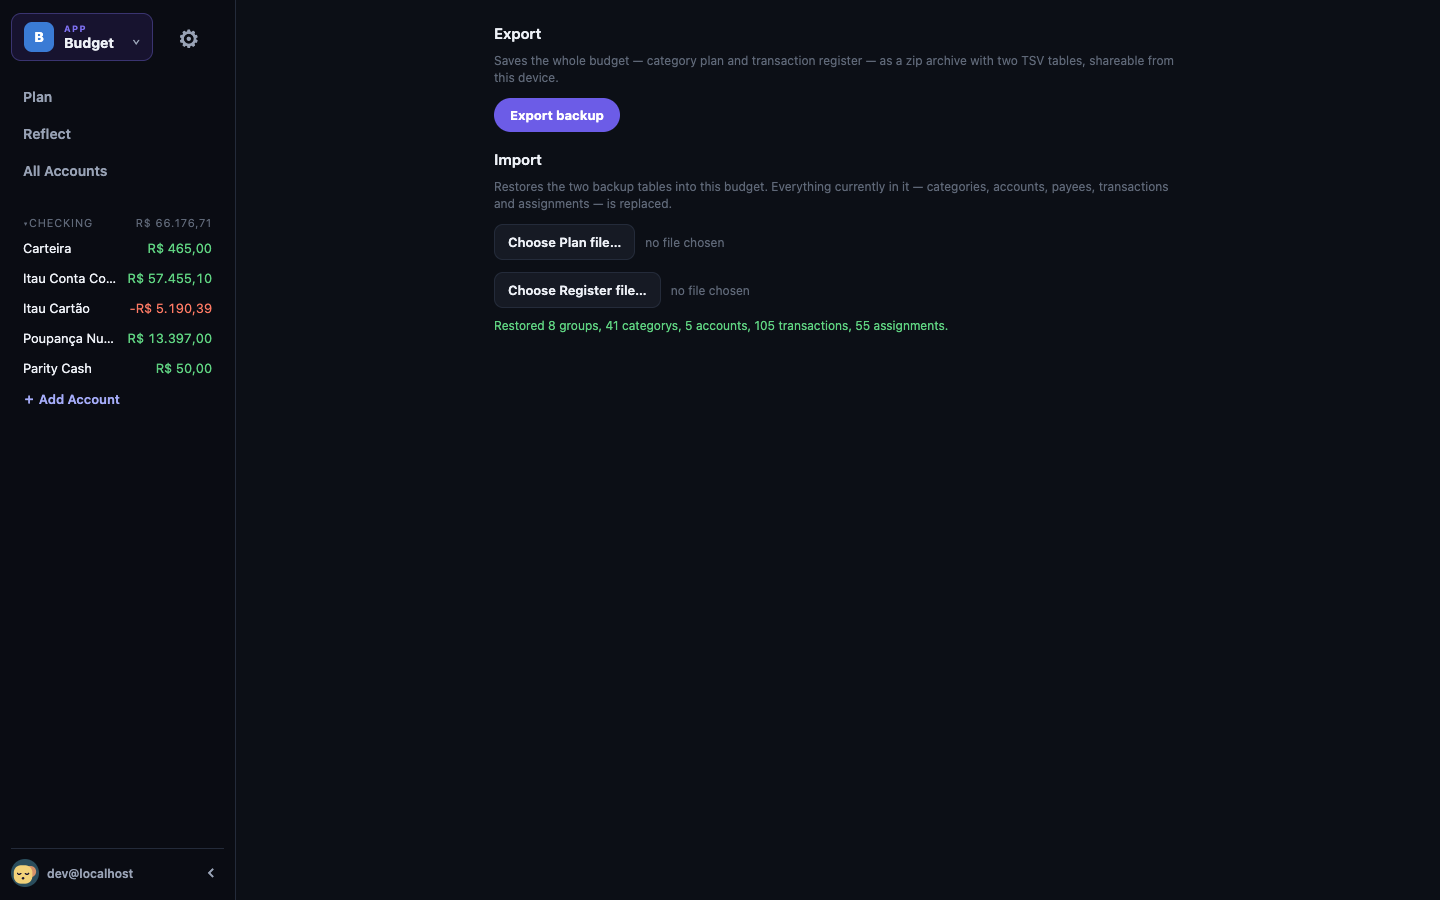 B
APP
Budget
Plan
Reflect
All Accounts
CHECKING R$ 66.176,71
Carteira R$ 465,00
Itau Conta Co... R$ 57.455,10
Itau Cartão -R$ 5.190,39
Poupança Nu... R$ 13.397,00
Parity Cash R$ 50,00
+ Add Account
dev@localhost
Export
Saves the whole budget — category plan and transaction register — as a zip archive with two TSV tables, shareable from
this device.
Export backup
Import
Restores the two backup tables into this budget. Everything currently in it — categories, accounts, payees, transactions
and assignments — is replaced.
Choose Plan file... no file chosen
Choose Register file... no file chosen
Restored 8 groups, 41 categorys, 5 accounts, 105 transactions, 55 assignments.